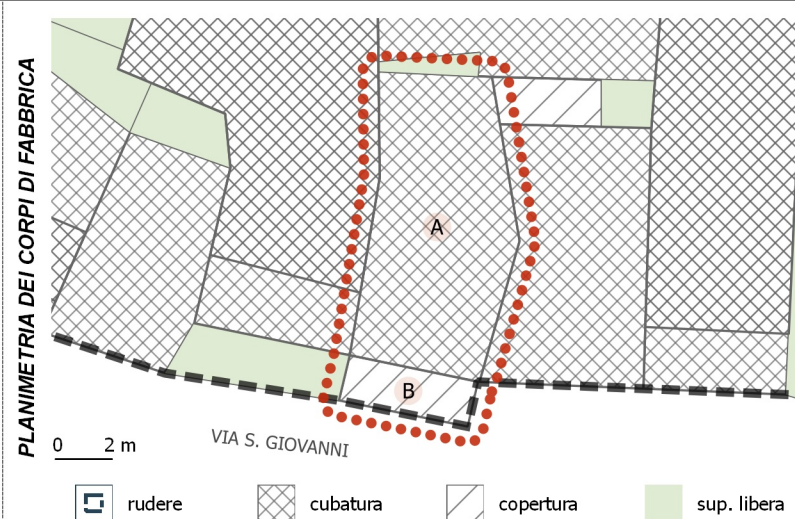 PLANIMETRIA DEI CORPI DI FABBRICA
A
B
0 2 m
VIA S. GIOVANNI
rudere cubatura copertura sup. libera